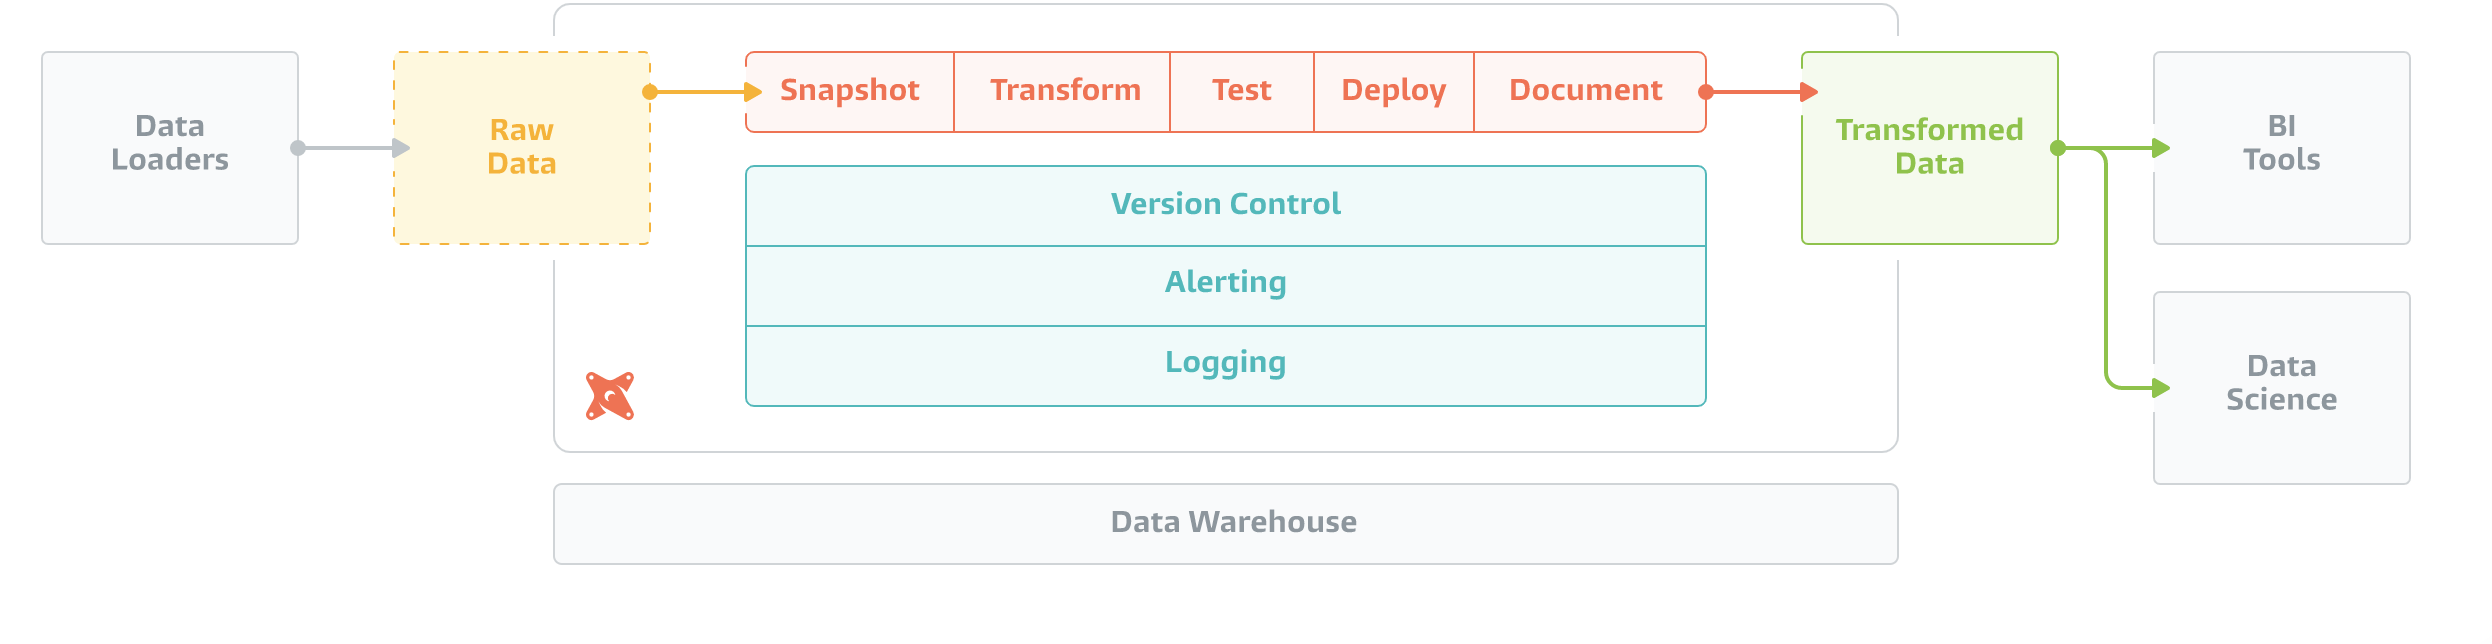 Data
Loaders
Raw
Data
Snapshot
Transform
Test
Deploy
Document
Version Control
Alerting
Logging
Transformed
Data
BI
Tools
Data
Science
Data Warehouse